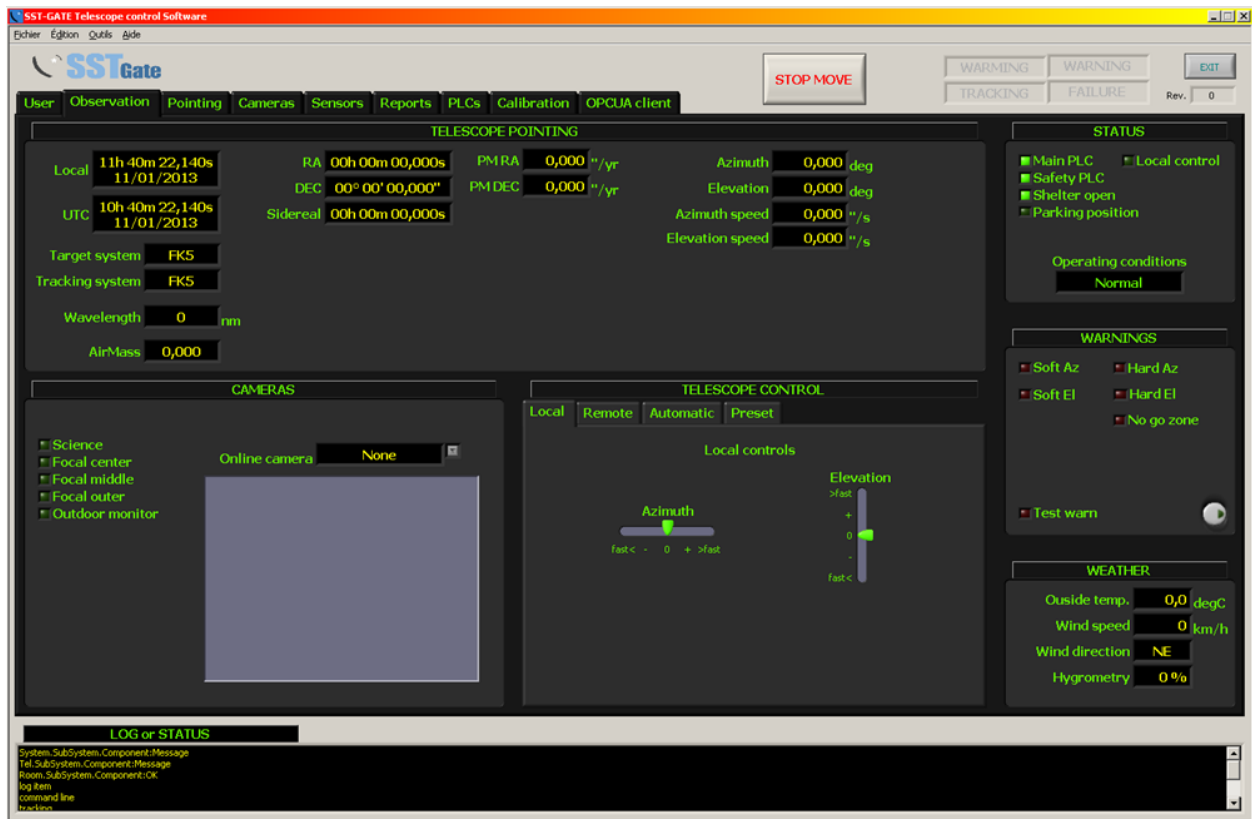 SST-GATE Telescope control Software
Fichier Édition Outils Aide
SSTGate
STOP MOVE
WARMING WARNING
TRACKING FAILURE
EXIT
Rev. 0
User Observation Pointing Cameras Sensors Reports PLCs Calibration OPCUA client
TELESCOPE POINTING
Local 11h 40m 22,140s
11/01/2013
UTC 10h 40m 22,140s
11/01/2013
Target system FK5
Tracking system FK5
Wavelength 0 nm
AirMass 0,000
RA 00h 00m 00,000s
DEC 00° 00' 00,000"
Sidereal 00h 00m 00,000s
PM RA 0,000 "/yr
PM DEC 0,000 "/yr
Azimuth 0,000 deg
Elevation 0,000 deg
Azimuth speed 0,000 "/s
Elevation speed 0,000 "/s
STATUS
Main PLC Local control
Safety PLC
Shelter open
Parking position
Operating conditions
Normal
WARNINGS
Soft Az Hard Az
Soft El Hard El
No go zone
Test warn
CAMERAS
Science
Focal center
Focal middle
Focal outer
Outdoor monitor
Online camera None
TELESCOPE CONTROL
Local Remote Automatic Preset
Local controls
Azimuth
fast< - 0 + >fast
Elevation
>fast
+
0
-
fast<
WEATHER
Ouside temp. 0,0 degC
Wind speed 0 km/h
Wind direction NE
Hygrometry 0 %
LOG or STATUS
System.SubSystem.Component:Message
Tel.SubSystem.Component:Message
Room.SubSystem.Component:OK
log item
command line
tracking